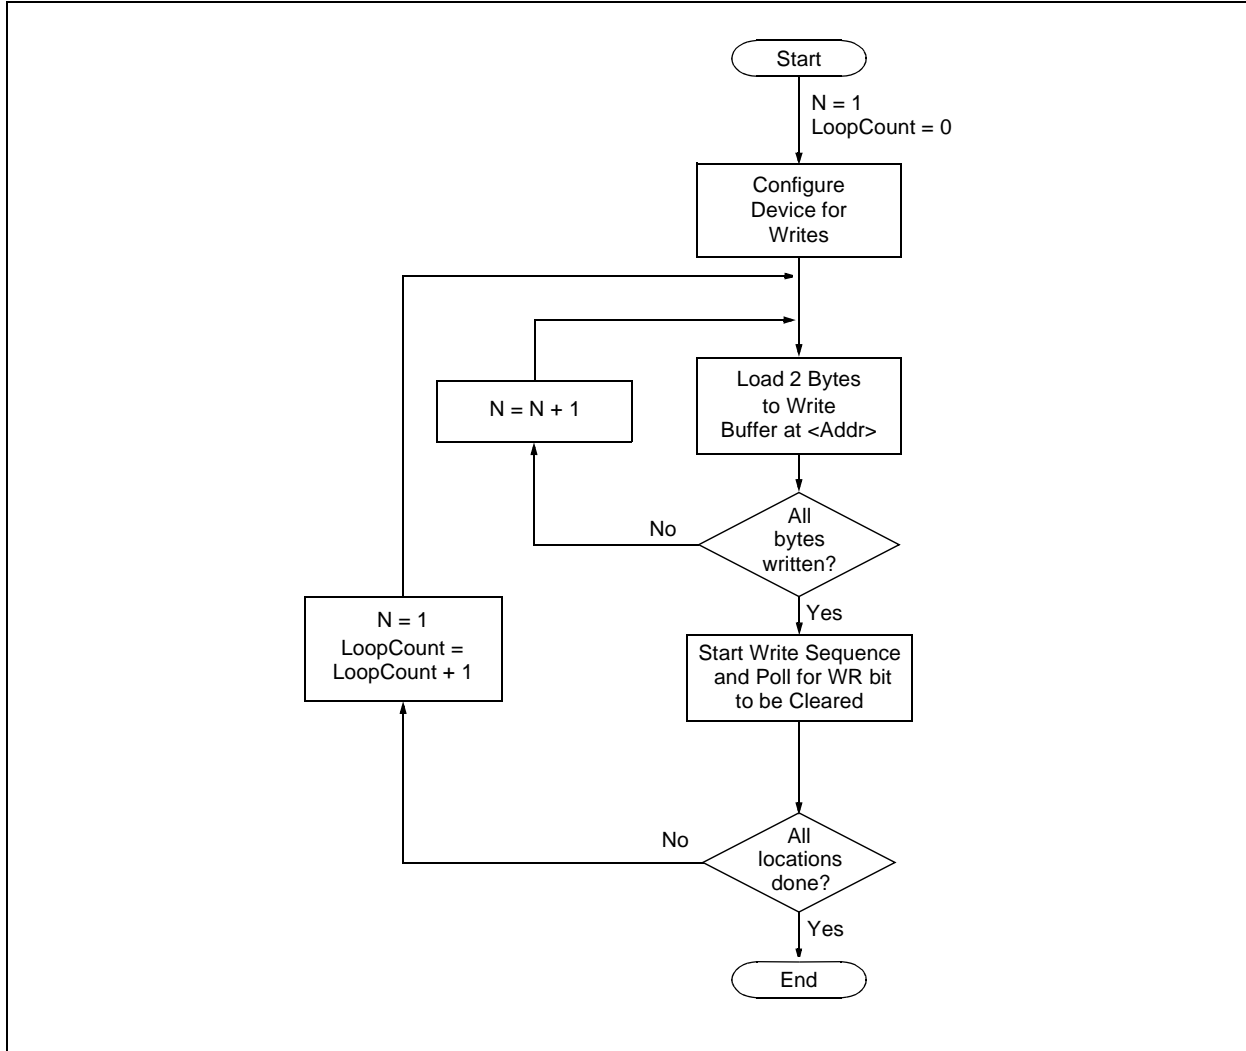 Start
N = 1
LoopCount = 0
Configure
Device for
Writes
Load 2 Bytes
to Write
Buffer at <Addr>
N = N + 1
All
bytes
written?
No
Yes
N = 1
LoopCount =
LoopCount + 1
Start Write Sequence
and Poll for WR bit
to be Cleared
All
locations
done?
No
Yes
End